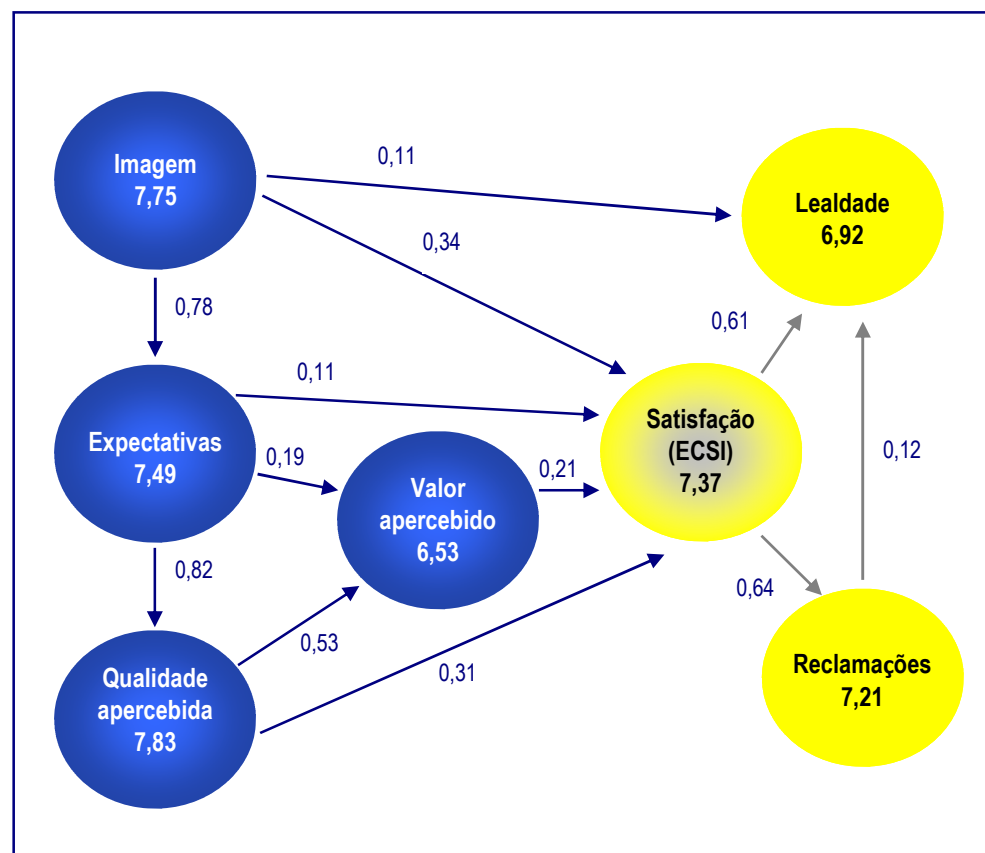 Imagem
7,75
0,11
Lealdade
6,92
0,34
0,78
0,61
0,11
Expectativas
7,49
0,19
Valor
apercebido
6,53
0,21
Satisfação
(ECSI)
7,37
0,12
0,82
0,53
0,31
0,64
Qualidade
apercebida
7,83
Reclamações
7,21